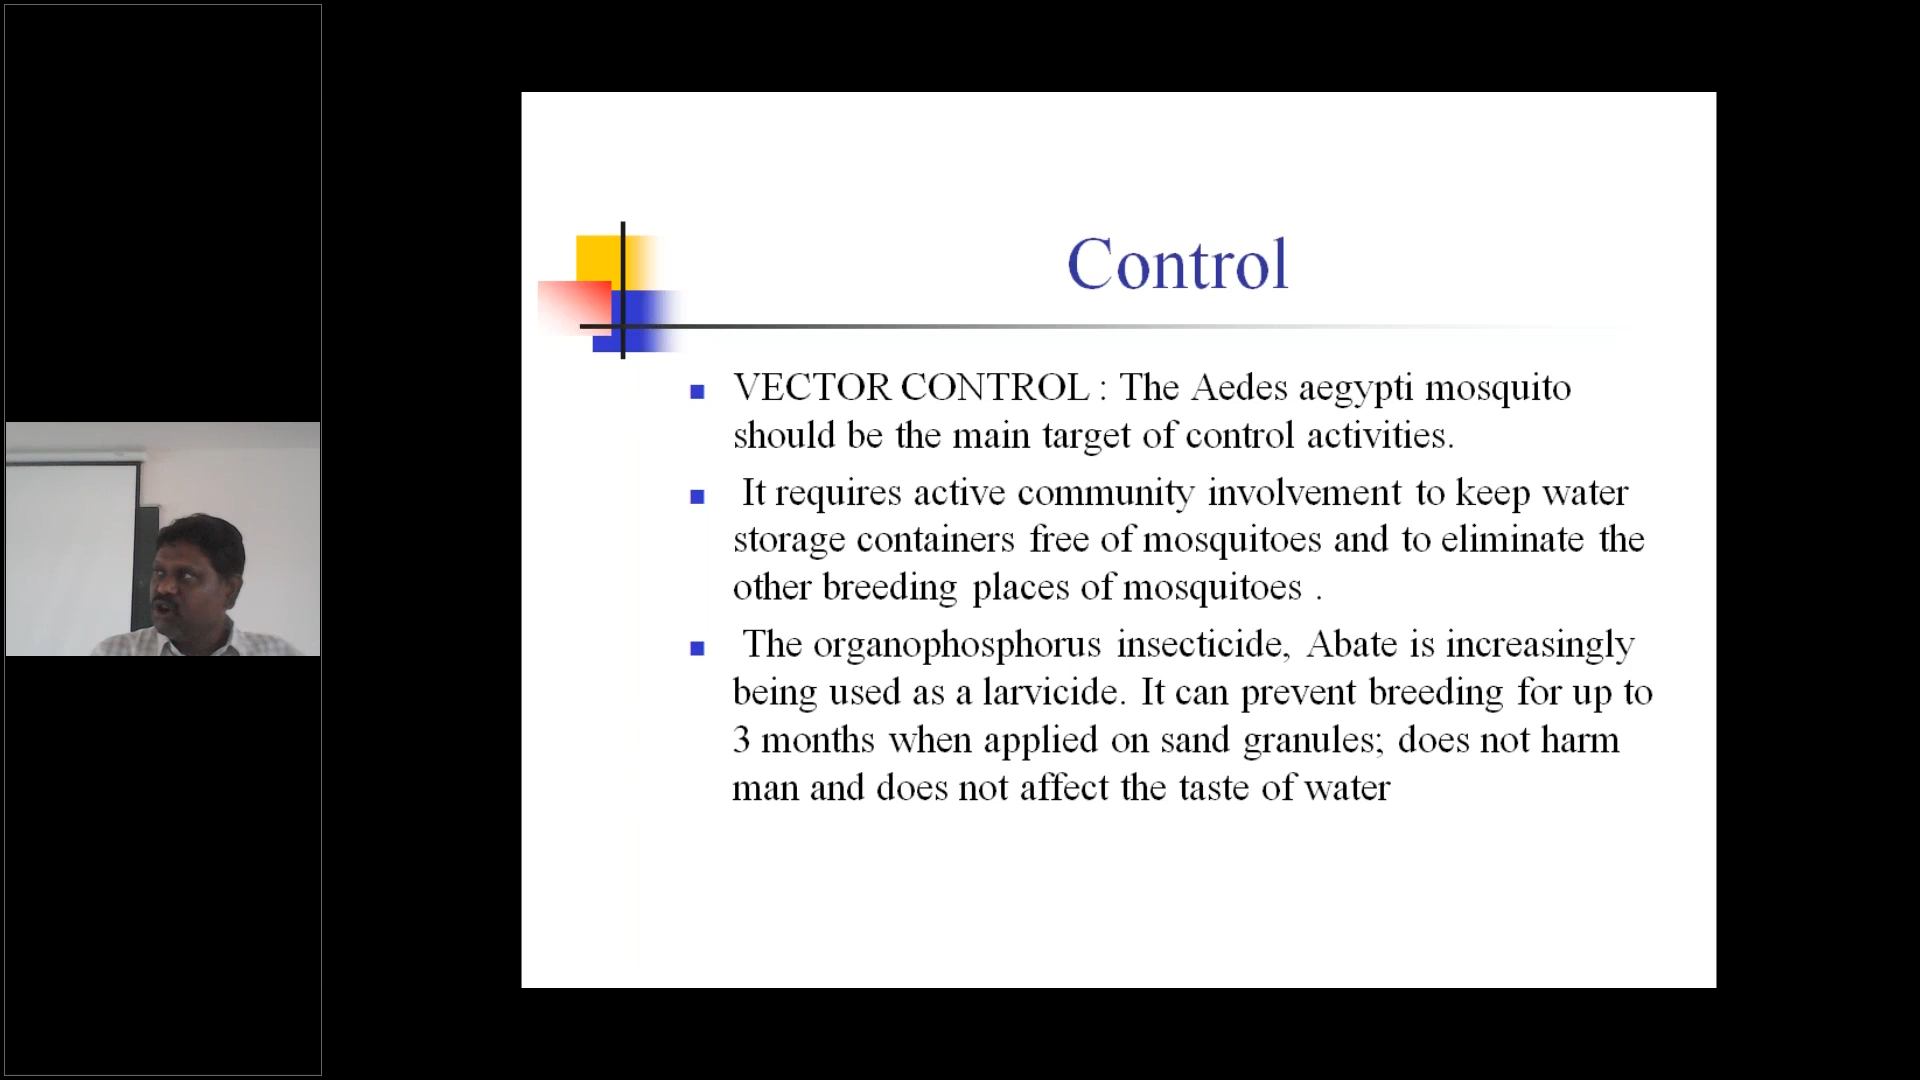 Control
VECTOR CONTROL : The Aedes aegypti mosquito
should be the main target of control activities.
It requires active community involvement to keep water
storage containers free of mosquitoes and to eliminate the
other breeding places of mosquitoes .
The organophosphorus insecticide, Abate is increasingly
being used as a larvicide. It can prevent breeding for up to
3 months when applied on sand granules; does not harm
man and does not affect the taste of water